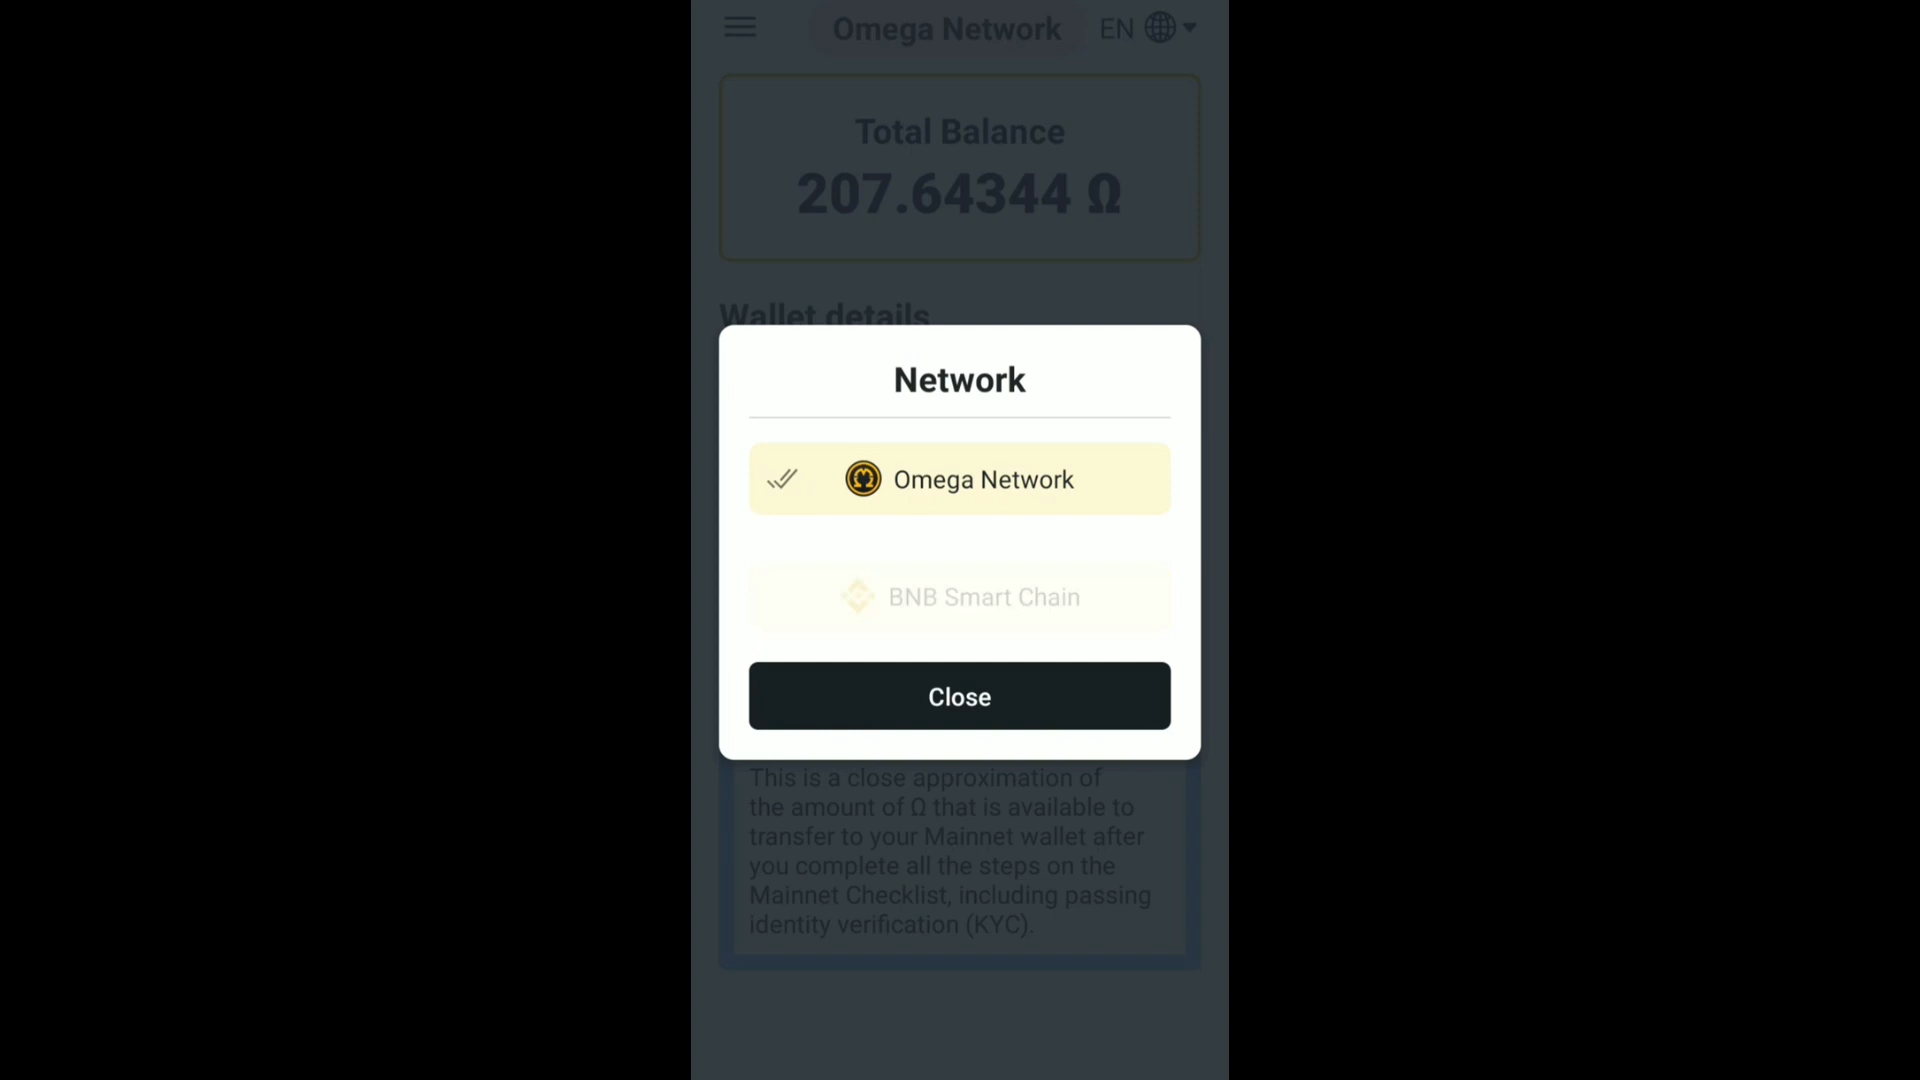 Omega Network EN
Total Balance
207.64344 Ω
Wallet details
Network
Omega Network
BNB Smart Chain
Close
This is a close approximation of
the amount of Ω that is available to
transfer to your Mainnet wallet after
you complete all the steps on the
Mainnet Checklist, including passing
identity verification (KYC).